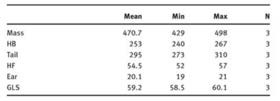 Mean Min Max N
Mass 470.7 429 498 3
HB 253 240 267 3
Tail 295 273 310 3
HF 54.5 52 57 3
Ear 20.1 19 21 3
GLS 59.2 58.5 60.1 3